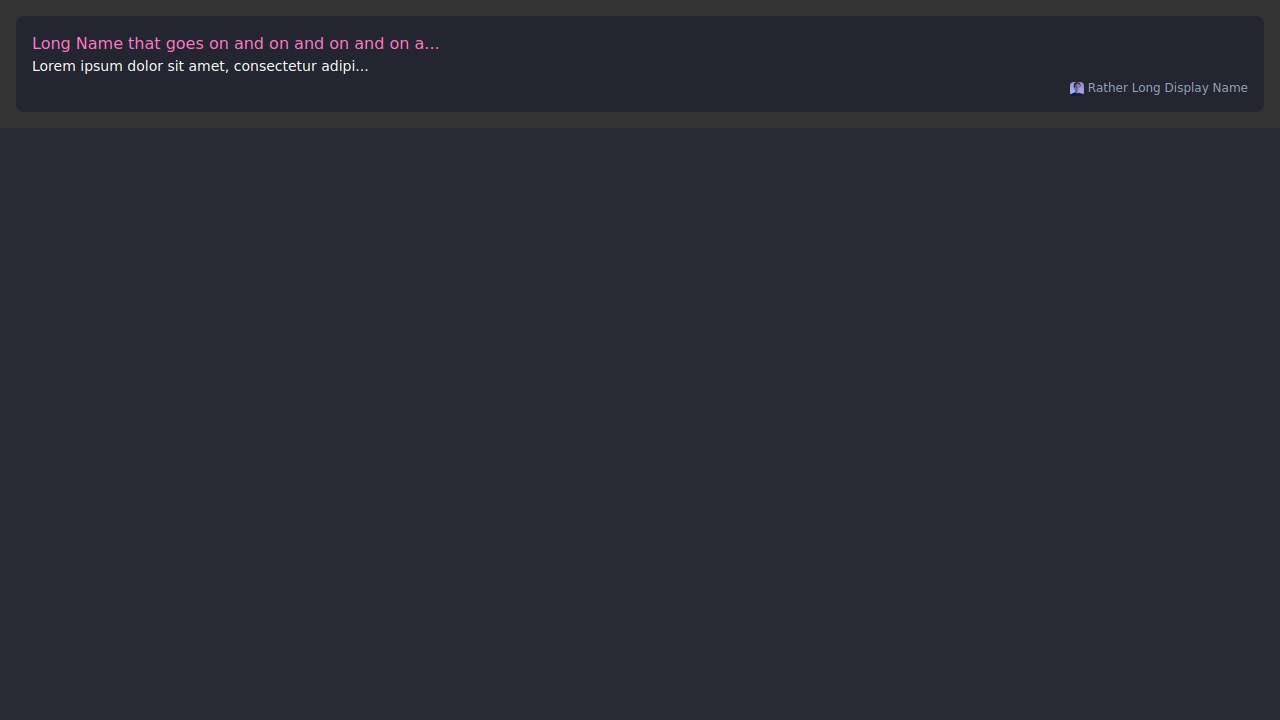 Long Name that goes on and on and on and on a...
Lorem ipsum dolor sit amet, consectetur adipi...
Rather Long Display Name